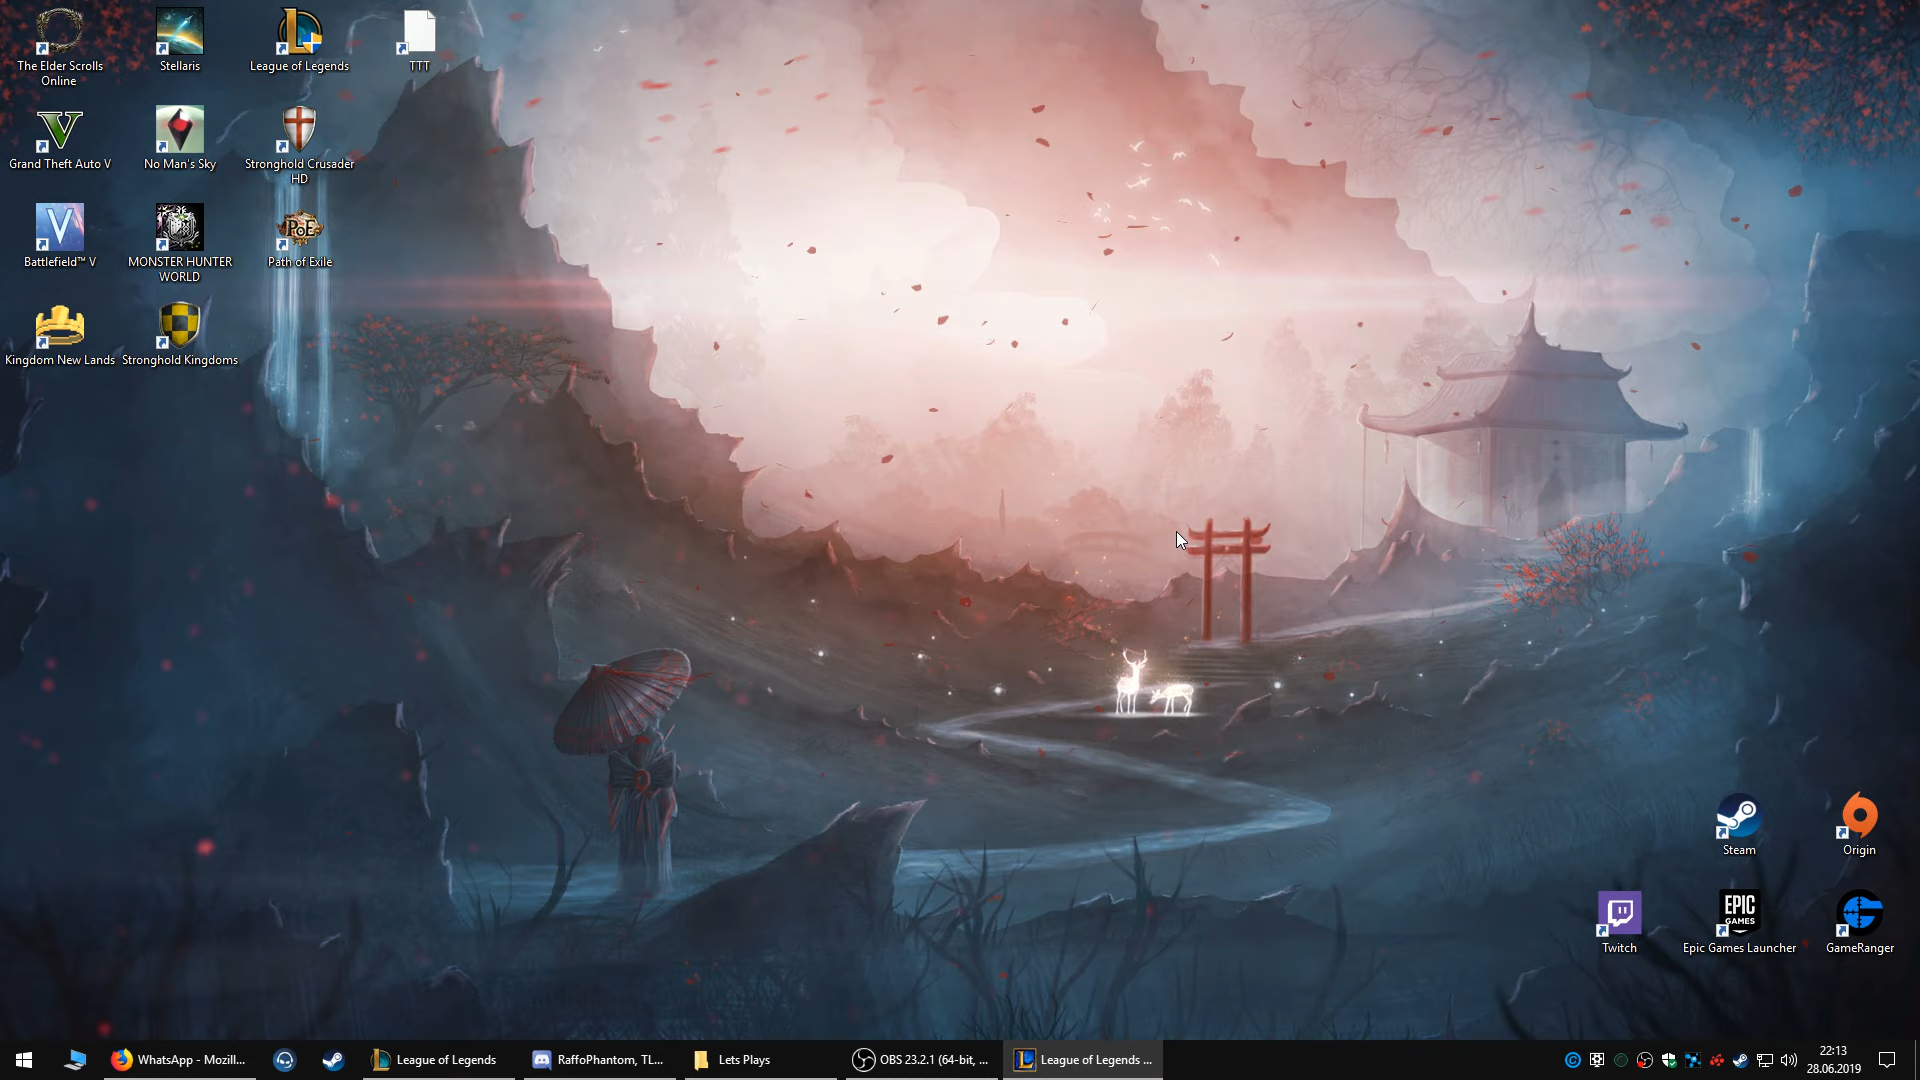 The Elder Scrolls
Online
Stellaris
League of Legends
TTT
Grand Theft Auto V
No Man's Sky
Stronghold Crusader
HD
Battlefield™ V
MONSTER HUNTER
WORLD
PoE
Path of Exile
Kingdom New Lands
Stronghold Kingdoms
Steam
Origin
EPIC
GAMES
Twitch
Epic Games Launcher
GameRanger
WhatsApp - Mozill...
League of Legends
RaffoPhantom, TL...
Lets Plays
OBS 23.2.1 (64-bit, ...
League of Legends ...
22:13
28.06.2019